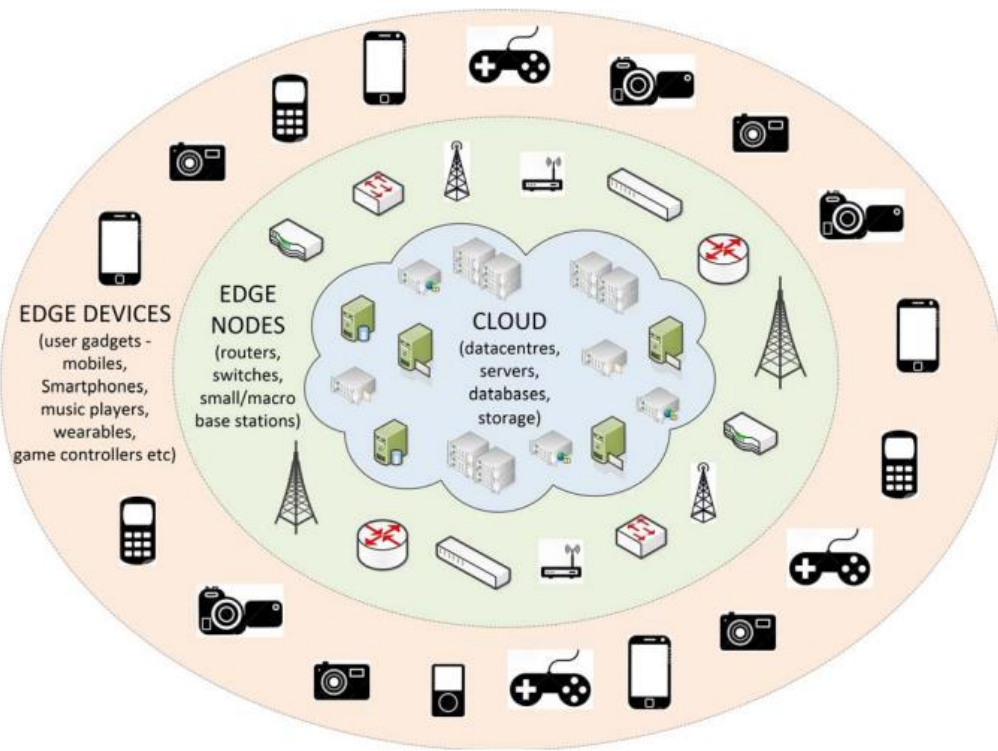 EDGE DEVICES
(user gadgets -
mobiles,
Smartphones,
music players,
wearables,
game controllers etc)
EDGE
NODES
(routers,
switches,
small/macro
base stations)
CLOUD
(datacentres,
servers,
databases,
storage)